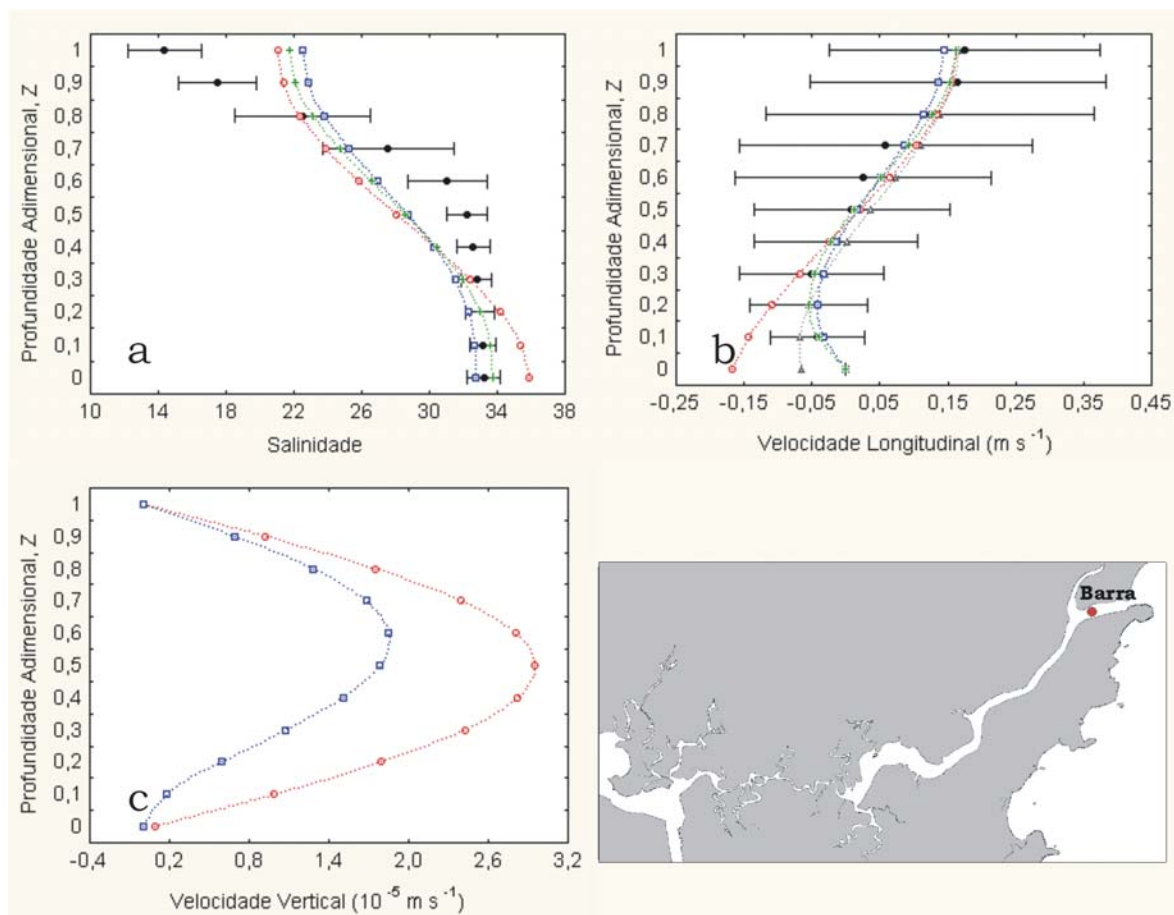 Profundidade Adimensional, Z
1
0,9
0,8
0,7
0,6
0,5
0,4
0,3
0,2
0,1
0
a
10 14 18 22 26 30 34 38
Salinidade
Profundidade Adimensional, Z
1
0,9
0,8
0,7
0,6
0,5
0,4
0,3
0,2
0,1
0
b
-0,25 -0,15 -0,05 0,05 0,15 0,25 0,35 0,45
Velocidade Longitudinal (m s⁻¹)
Profundidade Adimensional, Z
1
0,9
0,8
0,7
0,6
0,5
0,4
0,3
0,2
0,1
0
c
-0,4 0,2 0,8 1,4 2,0 2,6 3,2
Velocidade Vertical (10⁻⁵ m s⁻¹)
Barra